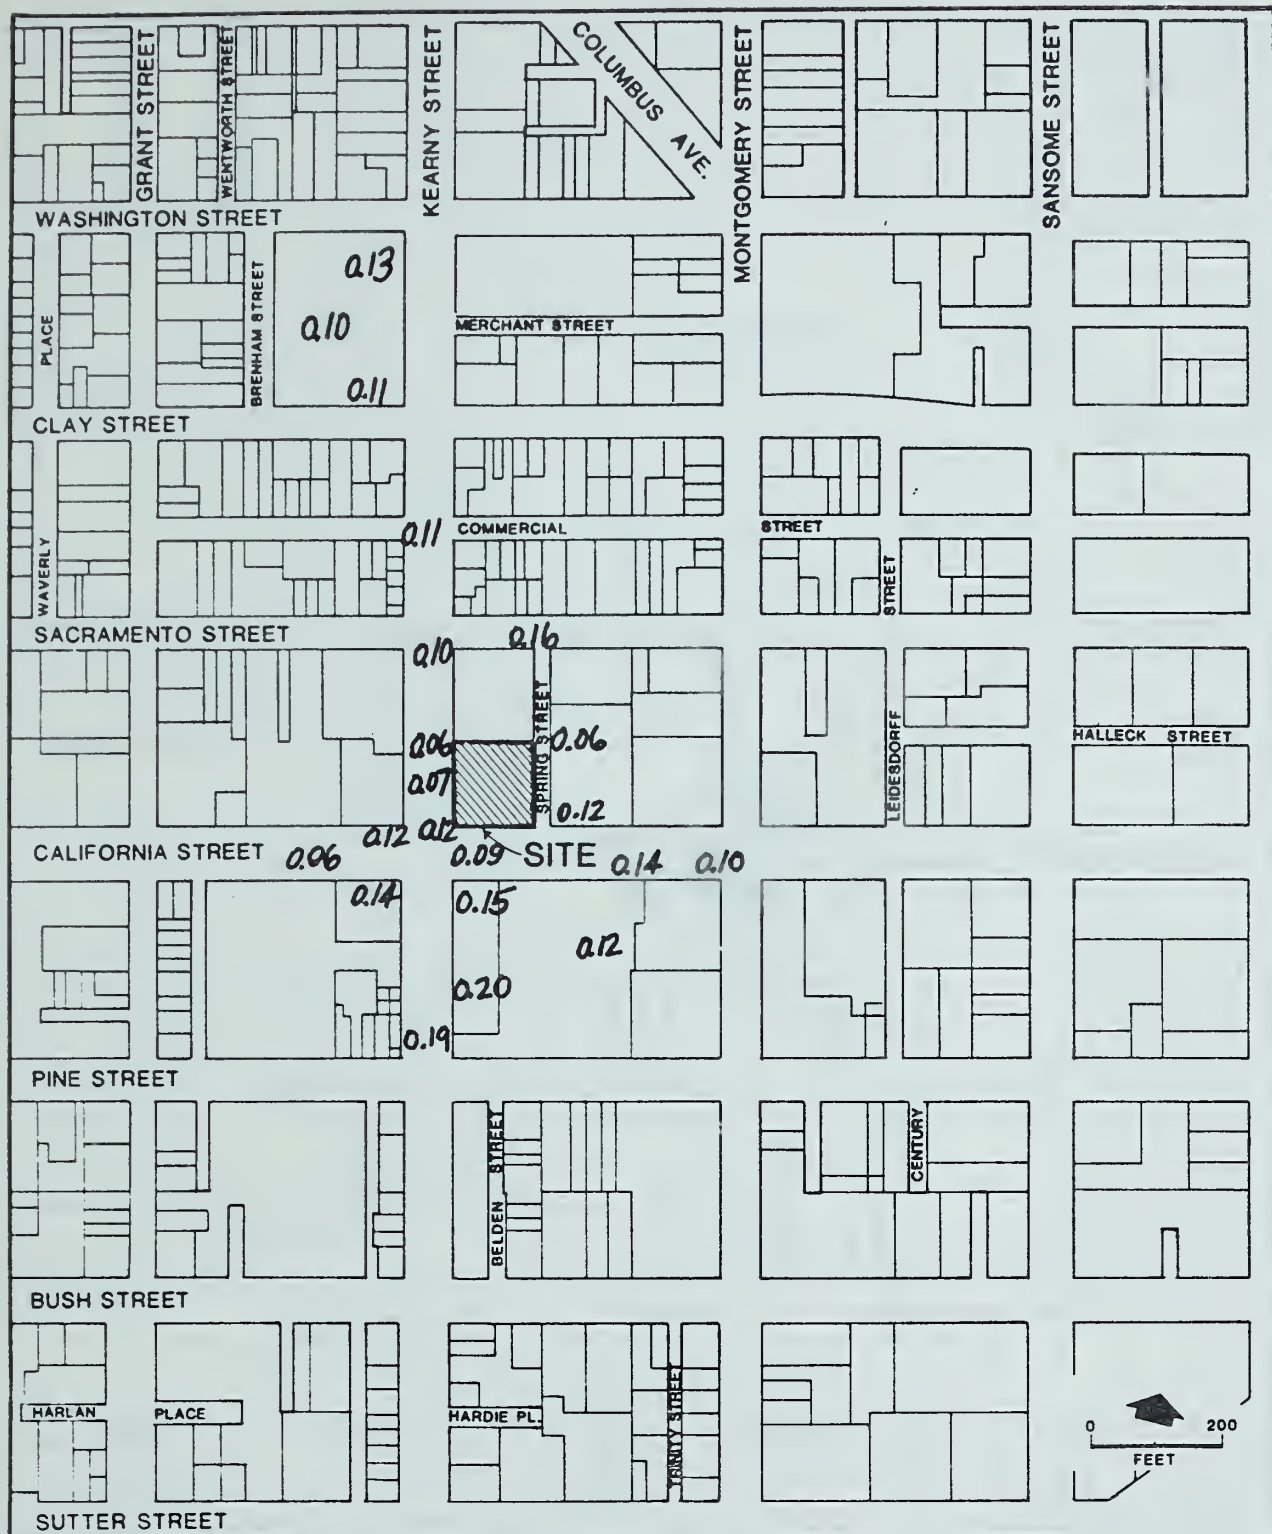 GRANT STREET
WENTWORTH STREET
KEARNY STREET
COLUMBUS AVE.
MONTGOMERY STREET
SANSOME STREET
WASHINGTON STREET
PLACE
BRENHAM STREET
0.13
0.10
0.11
MERCHANT STREET
CLAY STREET
WAVERLY
0.11
COMMERCIAL
STREET
STREET
SACRAMENTO STREET
0.10
0.16
SPRING STREET
0.06
0.06
0.07
0.12
0.12
0.12
LEIDESDORFF
HALLECK STREET
CALIFORNIA STREET
0.06
0.09
SITE
0.14
0.10
0.14
0.15
0.12
0.20
0.19
PINE STREET
BELDEN STREET
CENTURY
BUSH STREET
HARLAN
PLACE
HARDIE PL.
TRINITY STREET
0 200
FEET
SUTTER STREET